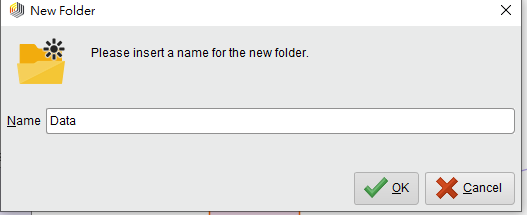 New Folder
Please insert a name for the new folder.
Name Data
OK Cancel